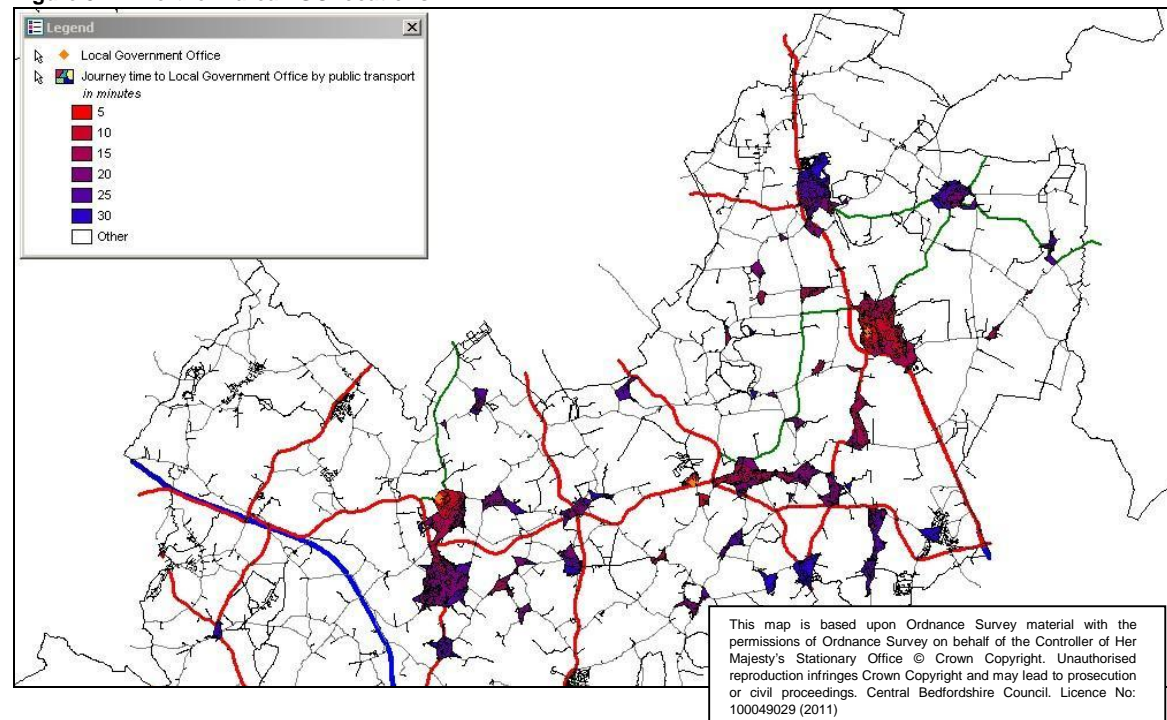 Legend
Local Government Office
Journey time to Local Government Office by public transport
in minutes
5
10
15
20
25
30
Other
This map is based upon Ordnance Survey material with the
permissions of Ordnance Survey on behalf of the Controller of Her
Majesty's Stationary Office © Crown Copyright. Unauthorised
reproduction infringes Crown Copyright and may lead to prosecution
or civil proceedings. Central Bedfordshire Council. Licence No:
100049029 (2011)